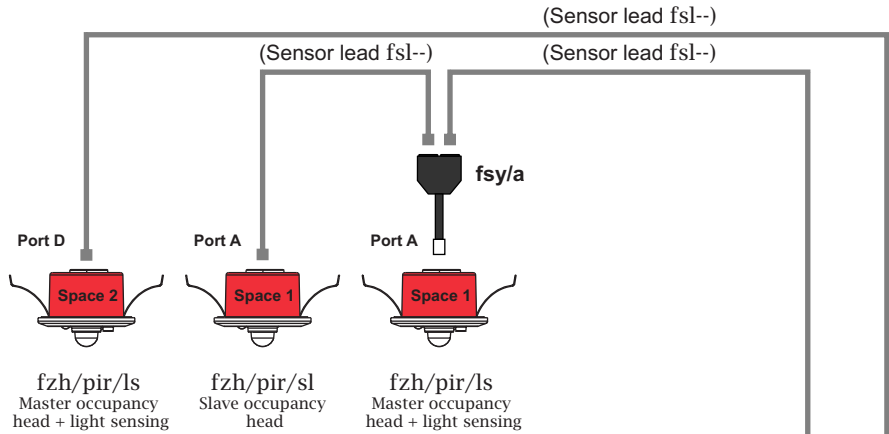 (Sensor lead fsl--)
(Sensor lead fsl--)
(Sensor lead fsl--)
fsy/a
Port D
Port A
Port A
Space 2
Space 1
Space 1
fzh/pir/ls
Master occupancy
head + light sensing
fzh/pir/sl
Slave occupancy
head
fzh/pir/ls
Master occupancy
head + light sensing